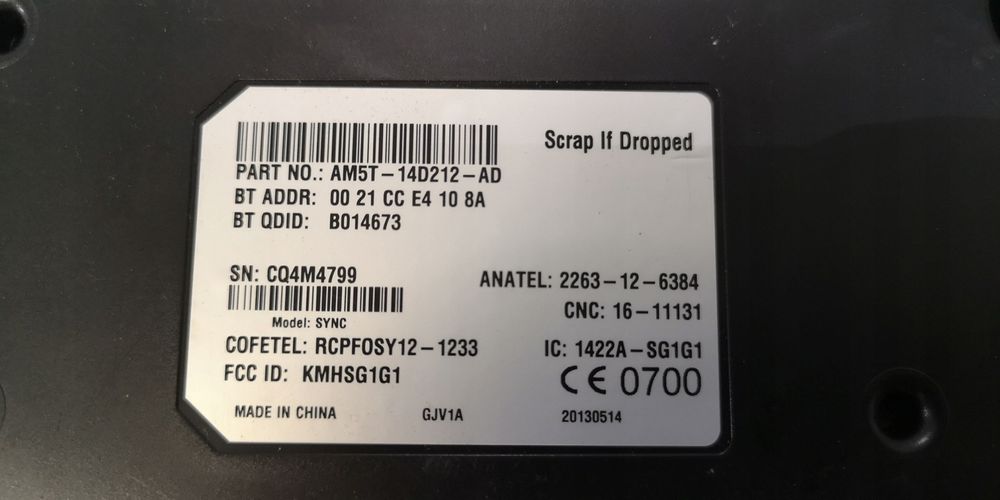 Scrap If Dropped
PART NO.: AM5T-14D212-AD
BT ADDR: 00 21 CC E4 10 8A
BT QDID: B014673
SN: CQ4M4799
ANATEL: 2263-12-6384
CNC: 16-11131
Model: SYNC
COFETEL: RCPFOSY12-1233
IC: 1422A-SG1G1
FCC ID: KMHSG1G1
CE 0700
MADE IN CHINA
GJV1A
20130514